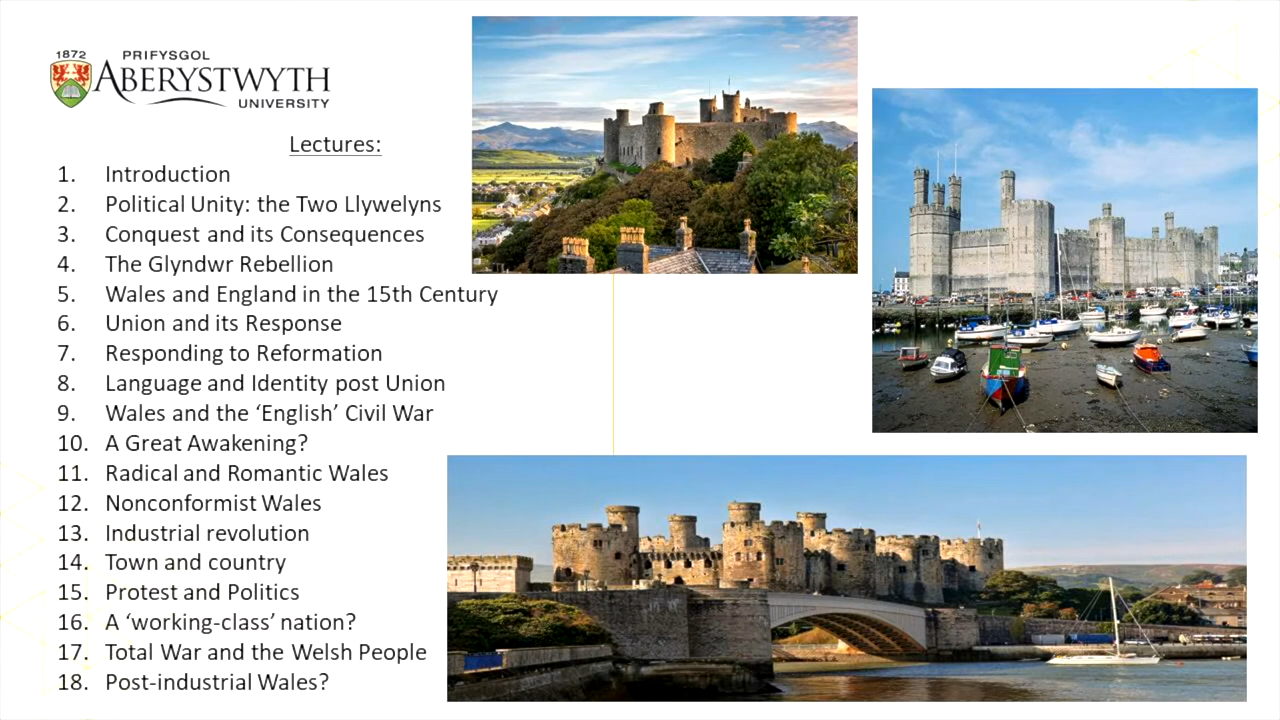 1872
PRIFYSGOL
ABERYSTWYTH
UNIVERSITY
Lectures:
1. Introduction
2. Political Unity: the Two Llywelyns
3. Conquest and its Consequences
4. The Glyndwr Rebellion
5. Wales and England in the 15th Century
6. Union and its Response
7. Responding to Reformation
8. Language and Identity post Union
9. Wales and the ‘English’ Civil War
10. A Great Awakening?
11. Radical and Romantic Wales
12. Nonconformist Wales
13. Industrial revolution
14. Town and country
15. Protest and Politics
16. A ‘working-class’ nation?
17. Total War and the Welsh People
18. Post-industrial Wales?